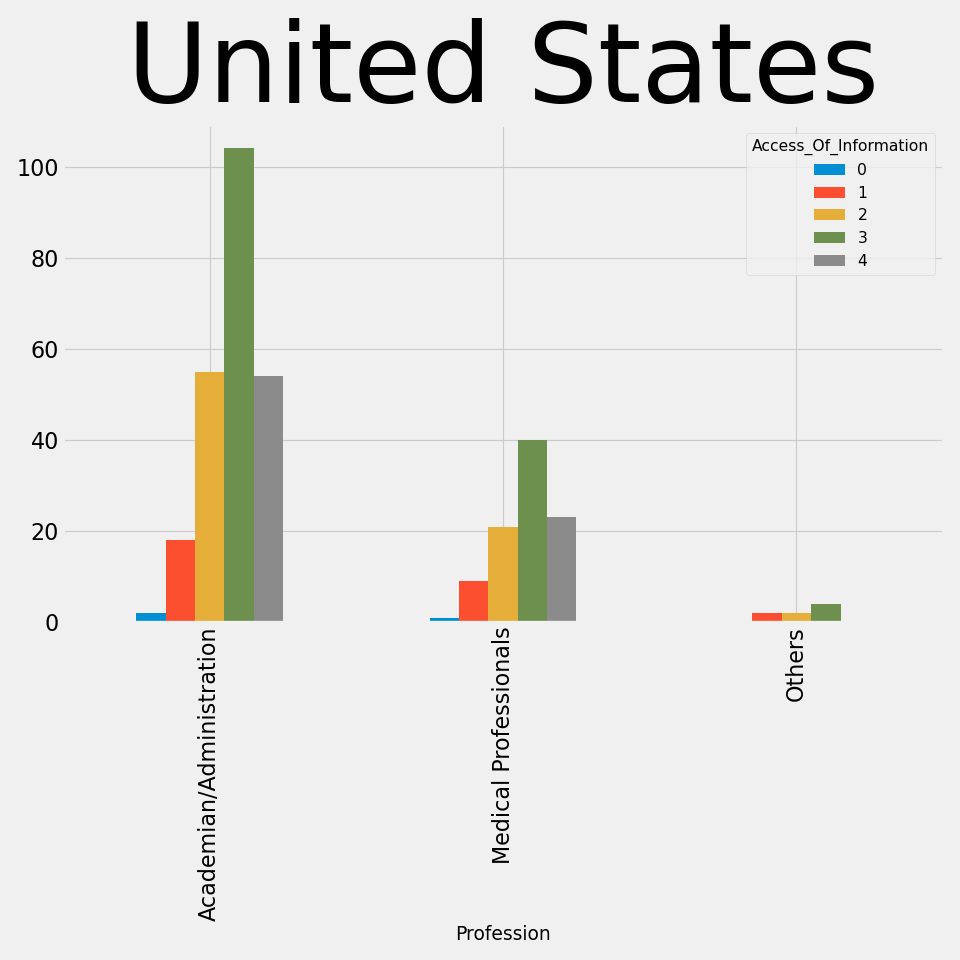 United States
Access_Of_Information
0
1
2
3
4
100
80
60
40
20
0
Academian/Administration
Medical Professionals
Others
Profession